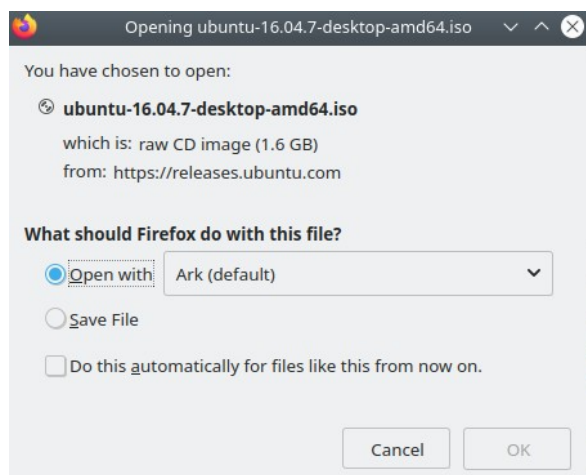 Opening ubuntu-16.04.7-desktop-amd64.iso
You have chosen to open:
ubuntu-16.04.7-desktop-amd64.iso
which is: raw CD image (1.6 GB)
from: https://releases.ubuntu.com
What should Firefox do with this file?
Open with Ark (default)
Save File
Do this automatically for files like this from now on.
Cancel OK